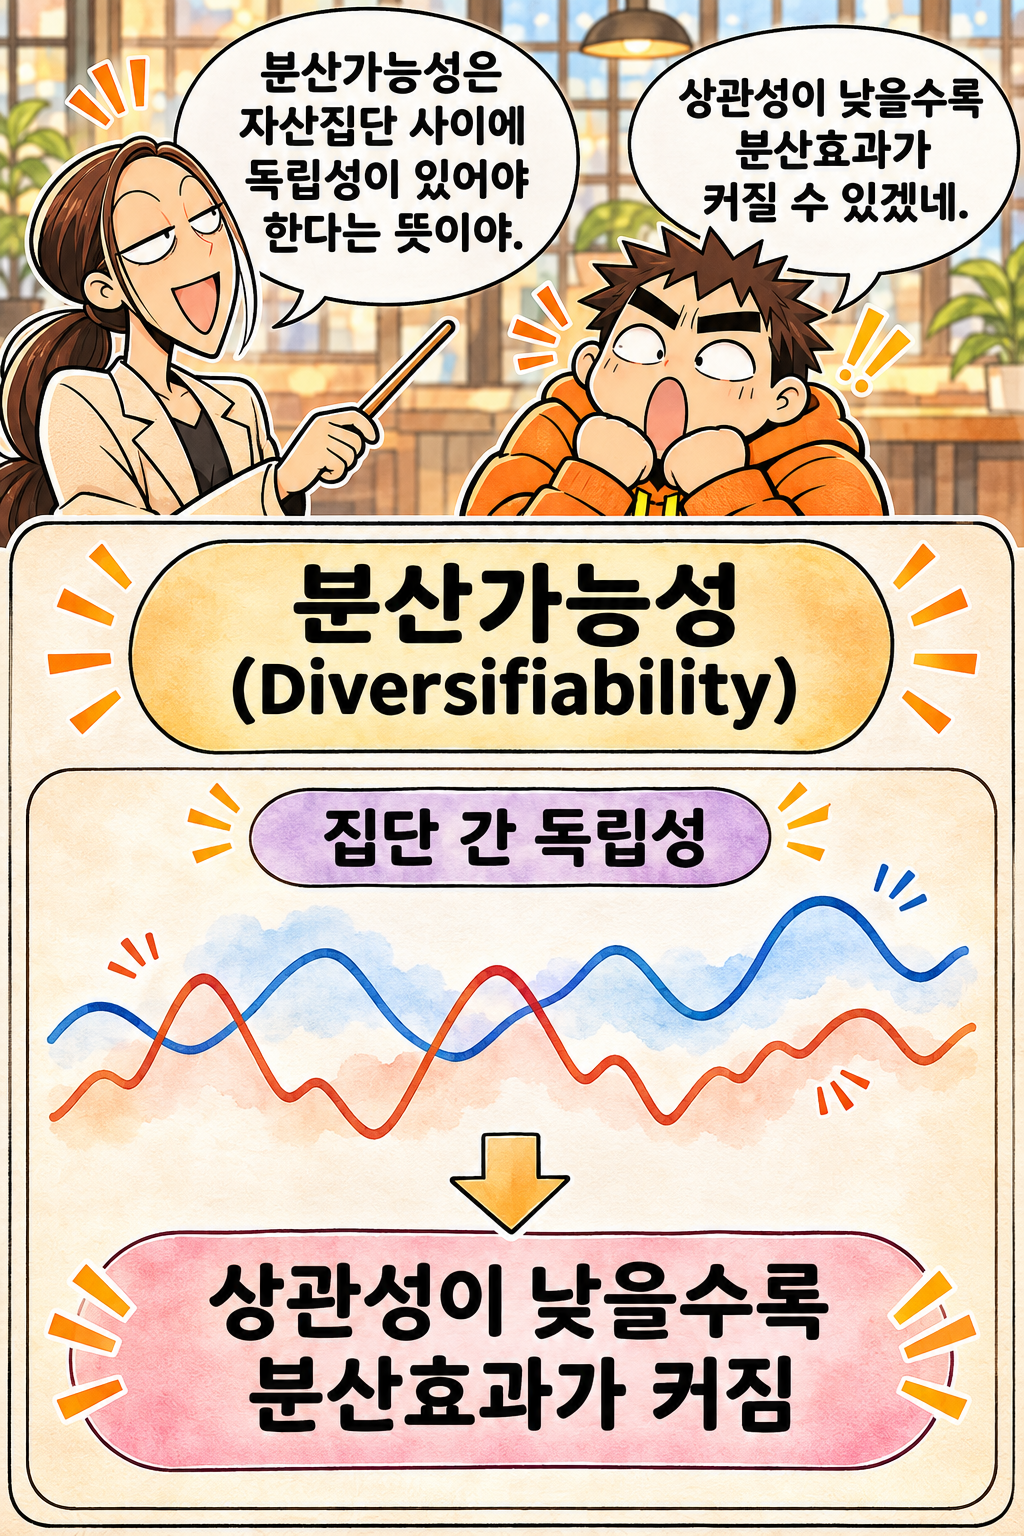 분산가능성은
자산집단 사이에
독립성이 있어야
한다는 뜻이야.
상관성이 낮을수록
분산효과가
커질 수 있겠네.
분산가능성
(Diversifiability)
집단 간 독립성
상관성이 낮을수록
분산효과가 커짐